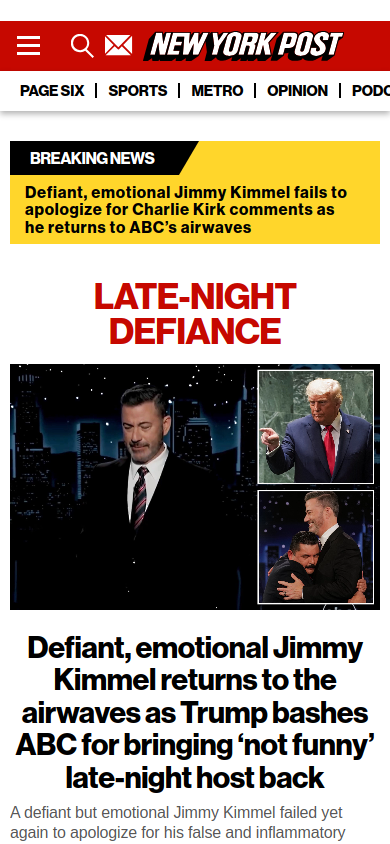 NEW YORK POST
PAGE SIX | SPORTS | METRO | OPINION | PODC
BREAKING NEWS
Defiant, emotional Jimmy Kimmel fails to
apologize for Charlie Kirk comments as
he returns to ABC's airwaves
LATE-NIGHT
DEFIANCE
Defiant, emotional Jimmy
Kimmel returns to the
airwaves as Trump bashes
ABC for bringing ‘not funny’
late-night host back
A defiant but emotional Jimmy Kimmel failed yet
again to apologize for his false and inflammatory